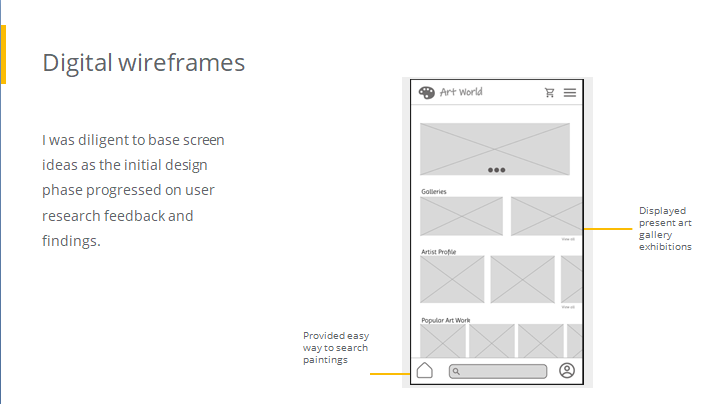 Digital wireframes
I was diligent to base screen
ideas as the initial design
phase progressed on user
research feedback and
findings.
Art World
Galleries
View all
Artist Profile
View all
Popular Art Work
Displayed
present art
gallery
exhibitions
Provided easy
way to search
paintings